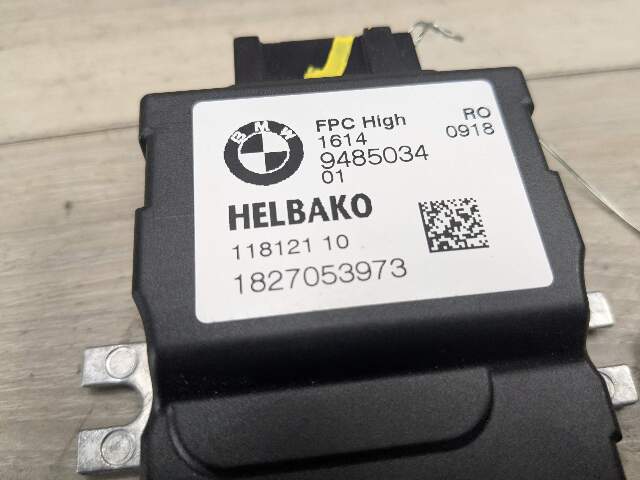 BMW
FPC High RO
1614 0918
9485034
01
HELBAKO
118121 10
1827053973